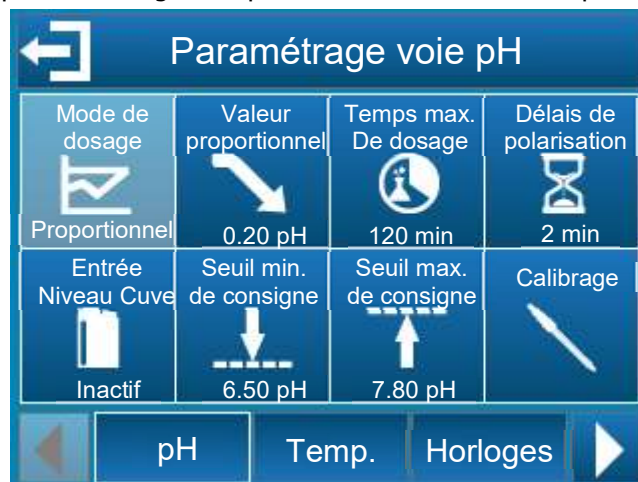 Paramétrage voie pH
Mode de
dosage
Proportionnel
Valeur
proportionnel
0.20 pH
Temps max.
De dosage
120 min
Délais de
polarisation
2 min
Entrée
Niveau Cuve
Inactif
Seuil min.
de consigne
6.50 pH
Seuil max.
de consigne
7.80 pH
Calibrage
pH
Temp.
Horloges